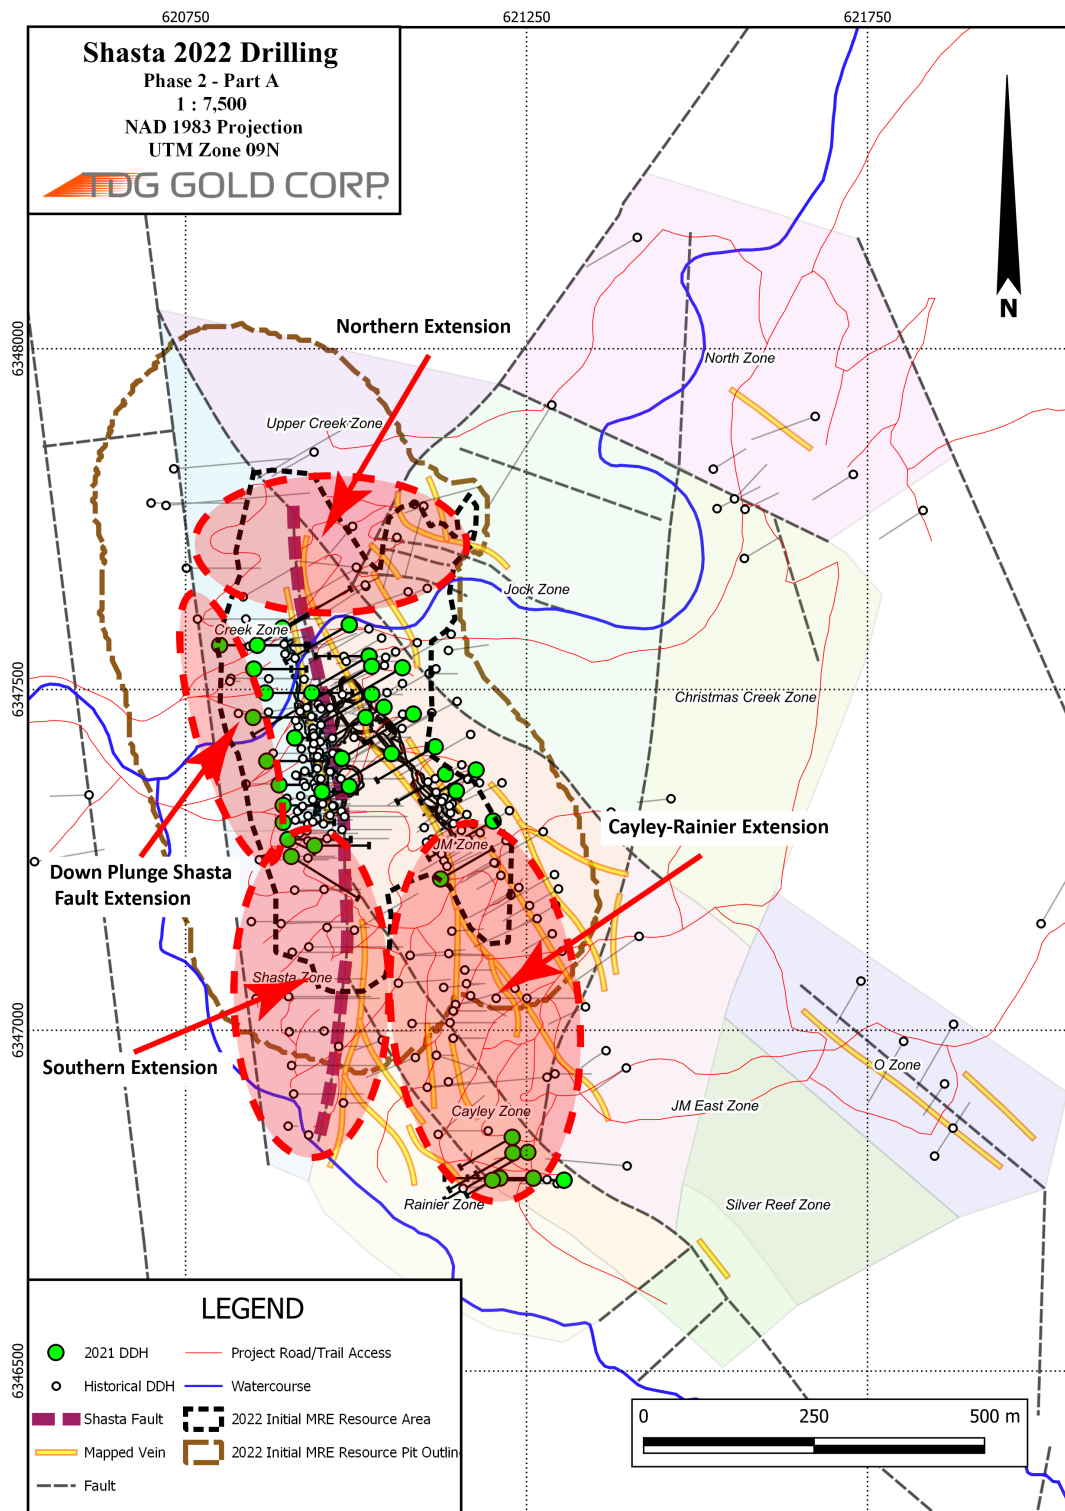 620750
621250
621750
Shasta 2022 Drilling
Phase 2 - Part A
1 : 7,500
NAD 1983 Projection
UTM Zone 09N
TDG GOLD CORP.
N
6348000
Northern Extension
North Zone
Upper Creek Zone
Jock Zone
Creek Zone
6347500
Christmas Creek Zone
Cayley-Rainier Extension
JM Zone
Down Plunge Shasta
Fault Extension
Shasta Zone
6347000
Southern Extension
O Zone
Cayley Zone
JM East Zone
Rainier Zone
Silver Reef Zone
6346500
LEGEND
2021 DDH
Project Road/Trail Access
Historical DDH
Watercourse
Shasta Fault
2022 Initial MRE Resource Area
Mapped Vein
2022 Initial MRE Resource Pit Outlin
Fault
0 250 500 m